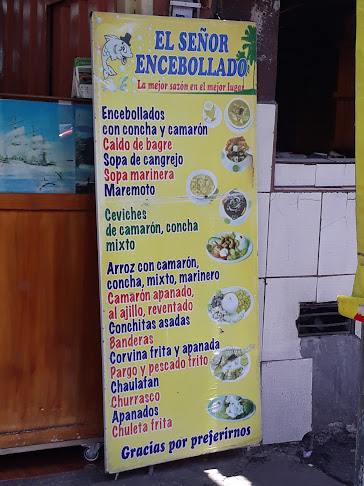 EL SEÑOR
ENCEBOLLADO
La mejor sazon en el mejor lugar
Encebollados
con concha y camarón
Caldo de bagre
Sopa de cangrejo
Sopa marinera
Maremoto
Ceviches
de camarón, concha
mixto
Arroz con camarón,
concha, mixto, marinero
Camarón apanado,
al ajillo, reventado
Conchitas asadas
Banderas
Corvina frita y apanada
Pargo y pescado frito
Chaulafan
Churrasco
Apanados
Chuleta frita
Gracias por preferirnos